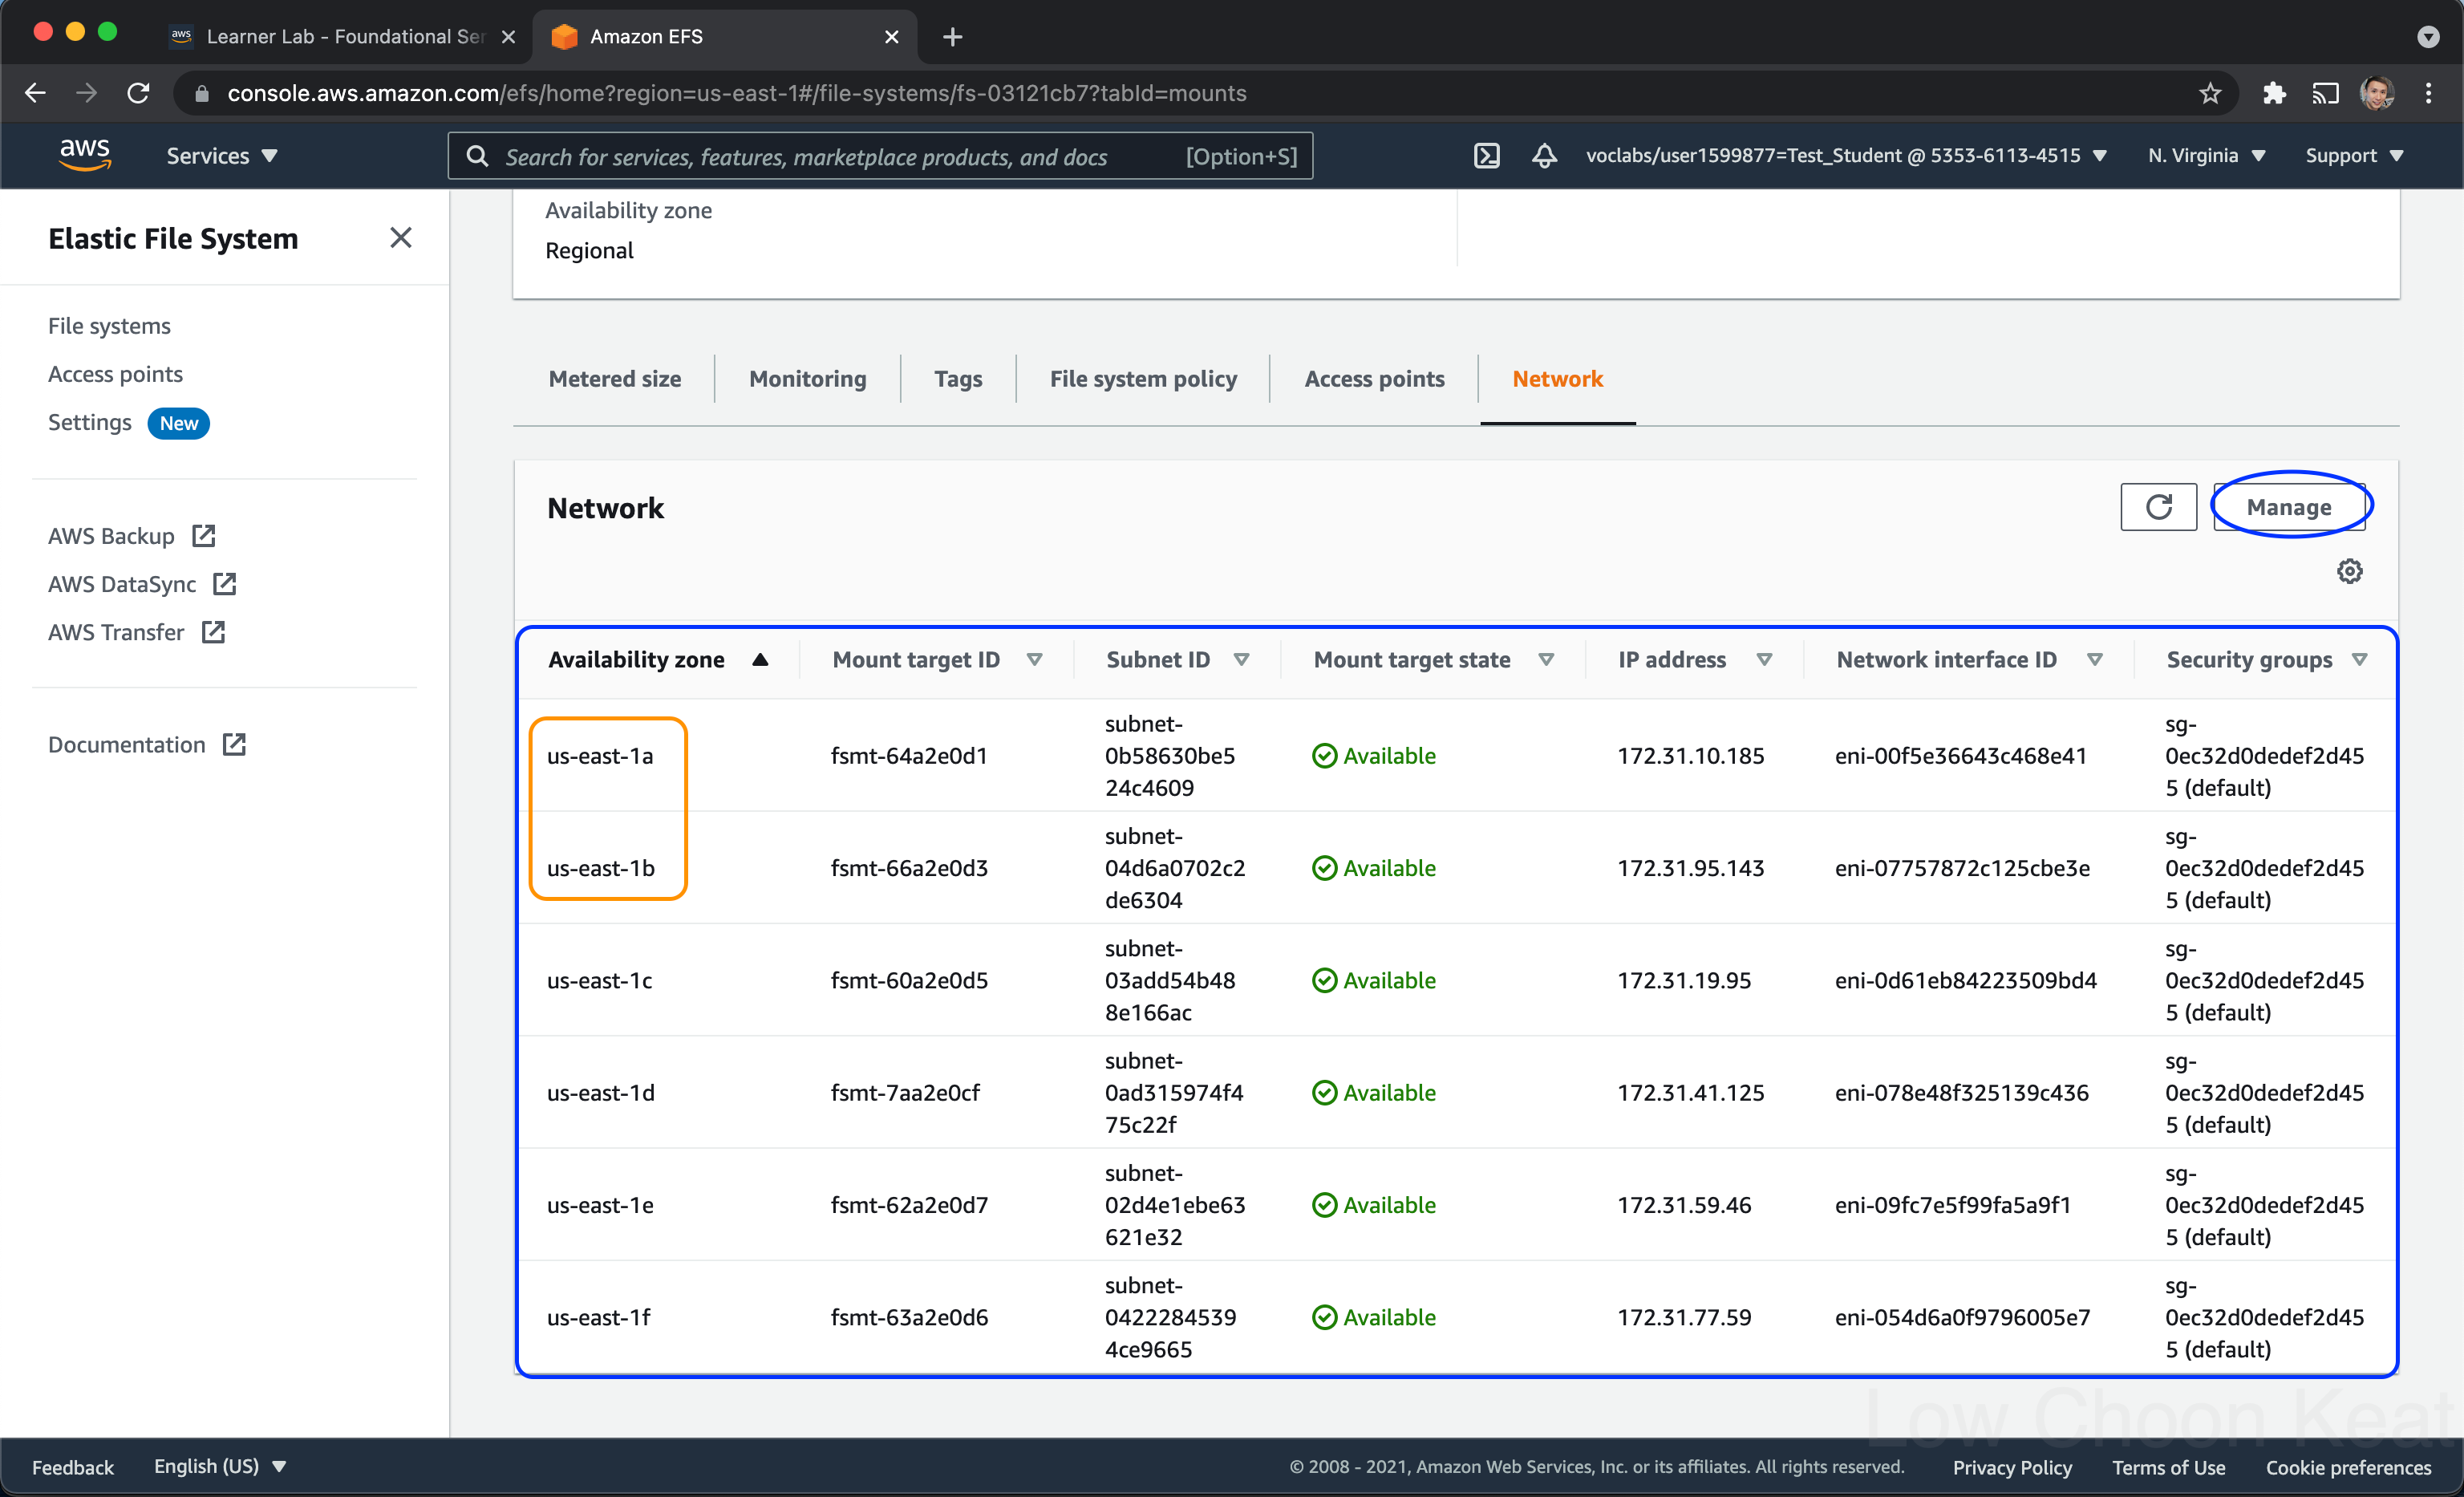 Learner Lab - Foundational Ser
Amazon EFS
console.aws.amazon.com/efs/home?region=us-east-1#/file-systems/fs-03121cb7?tabId=mounts
aws
Services
Search for services, features, marketplace products, and docs
[Option+S]
voclabs/user1599877=Test_Student @ 5353-6113-4515
N. Virginia
Support
Elastic File System
File systems
Access points
Settings New
AWS Backup
AWS DataSync
AWS Transfer
Documentation
Availability zone
Regional
Metered size
Monitoring
Tags
File system policy
Access points
Network
Network
Manage
Availability zone Mount target ID Subnet ID Mount target state IP address Network interface ID Security groups
us-east-1a fsmt-64a2e0d1 subnet-0b58630be524c4609 Available 172.31.10.185 eni-00f5e36643c468e41 sg-0ec32d0dedef2d455 (default)
us-east-1b fsmt-66a2e0d3 subnet-04d6a0702c2de6304 Available 172.31.95.143 eni-07757872c125cbe3e sg-0ec32d0dedef2d455 (default)
us-east-1c fsmt-60a2e0d5 subnet-03add54b488e166ac Available 172.31.19.95 eni-0d61eb84223509bd4 sg-0ec32d0dedef2d455 (default)
us-east-1d fsmt-7aa2e0cf subnet-0ad315974f475c22f Available 172.31.41.125 eni-078e48f325139c436 sg-0ec32d0dedef2d455 (default)
us-east-1e fsmt-62a2e0d7 subnet-02d4e1ebe63621e32 Available 172.31.59.46 eni-09fc7e5f99fa5a9f1 sg-0ec32d0dedef2d455 (default)
us-east-1f fsmt-63a2e0d6 subnet-04222845394ce9665 Available 172.31.77.59 eni-054d6a0f9796005e7 sg-0ec32d0dedef2d455 (default)
Low Choon Keat
Feedback
English (US)
© 2008 - 2021, Amazon Web Services, Inc. or its affiliates. All rights reserved.
Privacy Policy
Terms of Use
Cookie preferences